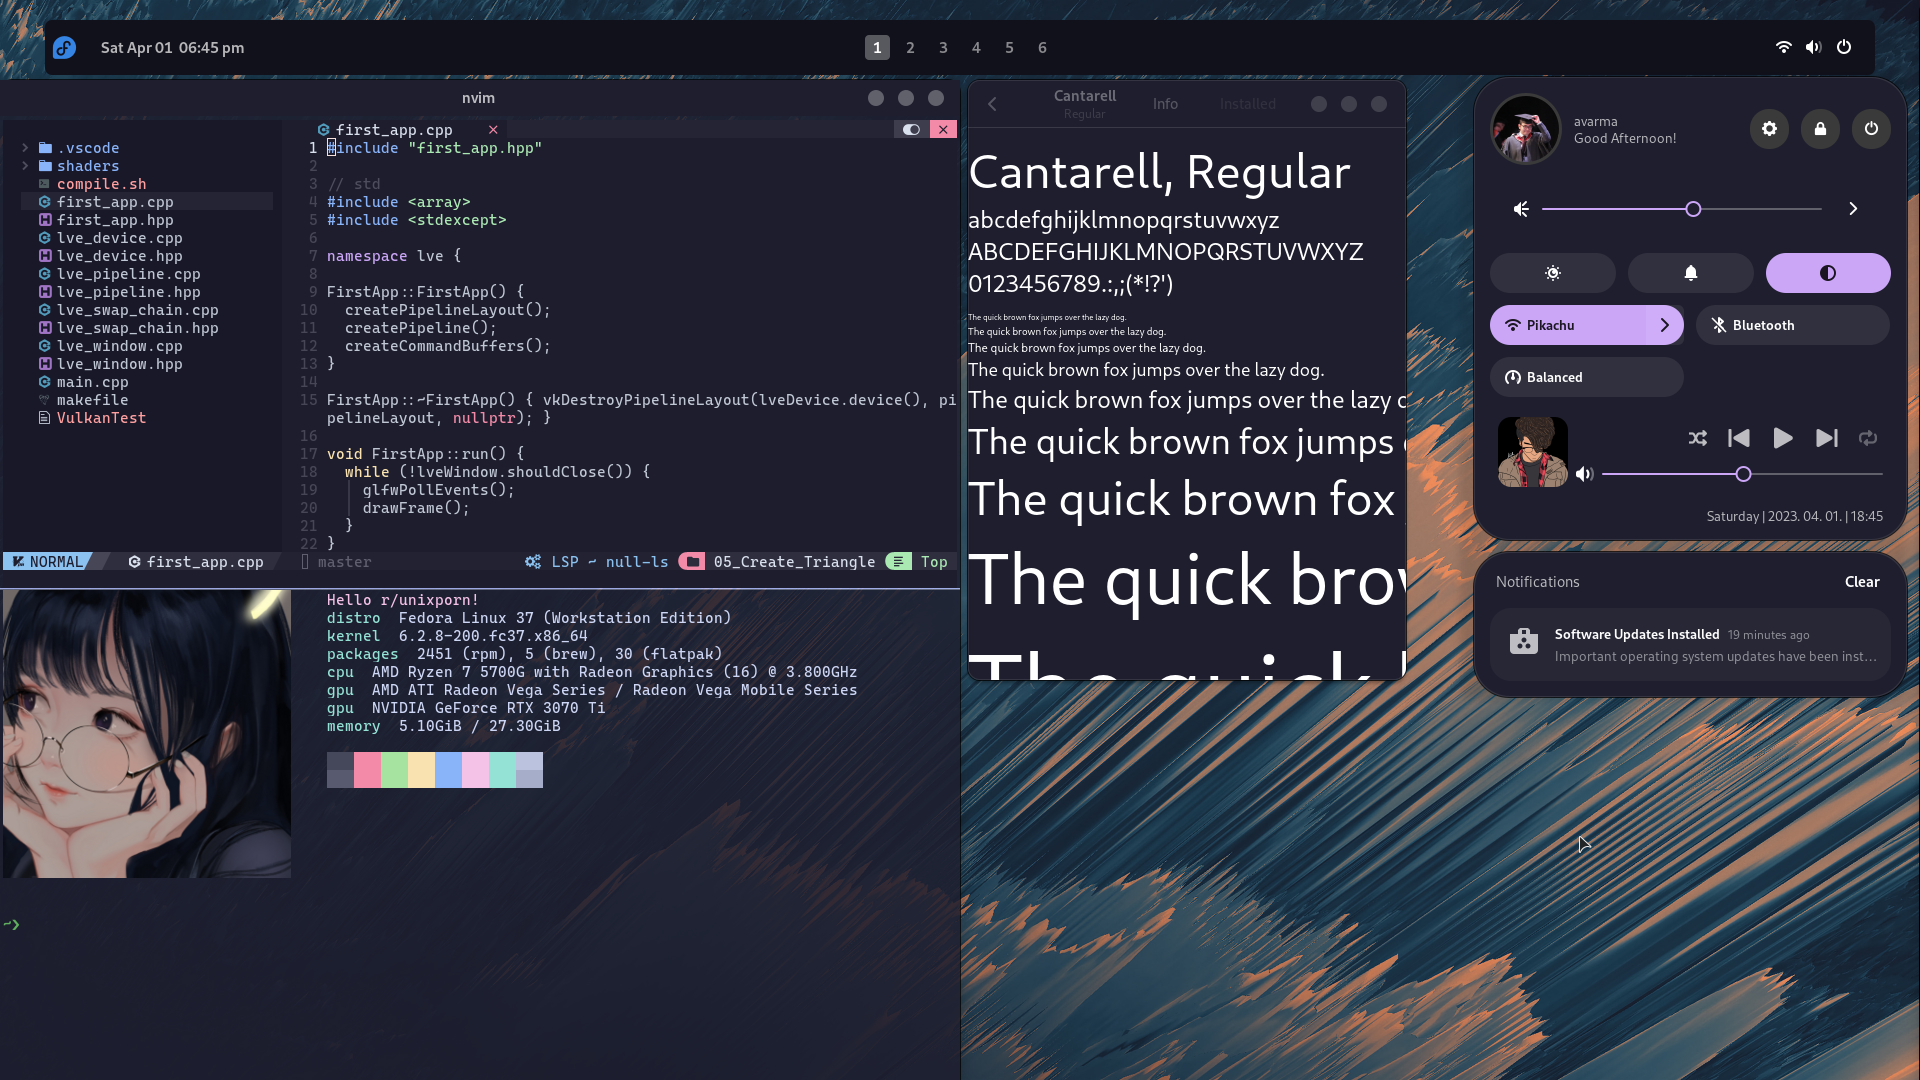 Sat Apr 01 06:45 pm
1 2 3 4 5 6
nvim
.vscode
shaders
compile.sh
first_app.cpp
first_app.hpp
lve_device.cpp
lve_device.hpp
lve_pipeline.cpp
lve_pipeline.hpp
lve_swap_chain.cpp
lve_swap_chain.hpp
lve_window.cpp
lve_window.hpp
main.cpp
makefile
VulkanTest
first_app.cpp
1 #include "first_app.hpp"
2
3 // std
4 #include <array>
5 #include <stdexcept>
6
7 namespace lve {
8
9 FirstApp::FirstApp() {
10 createPipelineLayout();
11 createPipeline();
12 createCommandBuffers();
13 }
14
15 FirstApp::~FirstApp() { vkDestroyPipelineLayout(lveDevice.device(), pi
pelineLayout, nullptr); }
16
17 void FirstApp::run() {
18 while (!lveWindow.shouldClose()) {
19 glfwPollEvents();
20 drawFrame();
21 }
22 }
NORMAL first_app.cpp master LSP ~ null-ls 05_Create_Triangle Top
Hello r/unixporn!
distro Fedora Linux 37 (Workstation Edition)
kernel 6.2.8-200.fc37.x86_64
packages 2451 (rpm), 5 (brew), 30 (flatpak)
cpu AMD Ryzen 7 5700G with Radeon Graphics (16) @ 3.800GHz
gpu AMD ATI Radeon Vega Series / Radeon Vega Mobile Series
gpu NVIDIA GeForce RTX 3070 Ti
memory 5.10GiB / 27.30GiB
~>
Cantarell
Regular
Info
Installed
Cantarell, Regular
abcdefghijklmnopqrstuvwxyz
ABCDEFGHIJKLMNOPQRSTUVWXYZ
0123456789.:,;(*!?')
The quick brown fox jumps over the lazy dog.
The quick brown fox jumps over the lazy dog.
The quick brown fox jumps over the lazy dog.
The quick brown fox jumps over the lazy dog.
The quick brown fox jumps over the lazy
The quick brown fox jumps
The quick brown fox
The quick brow
The quick
avarma
Good Afternoon!
Pikachu
Bluetooth
Balanced
Saturday | 2023. 04. 01. | 18:45
Notifications
Clear
Software Updates Installed 19 minutes ago
Important operating system updates have been inst…